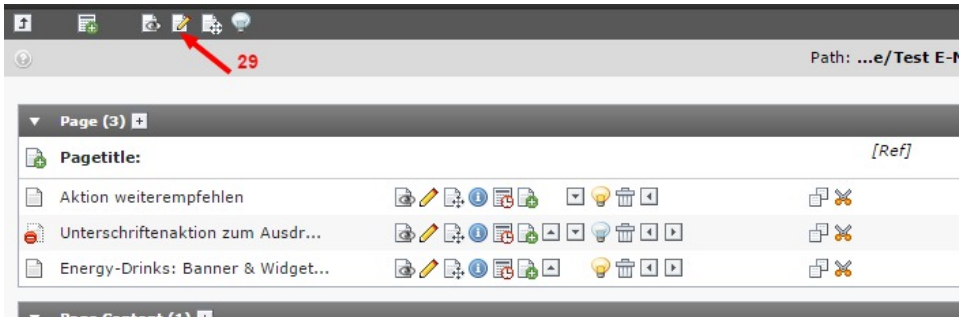 29
Path: ...e/Test E-N
Page (3)
Pagetitle:
[Ref]
Aktion weiterempfehlen
Unterschriftenaktion zum Ausdr...
Energy-Drinks: Banner & Widget...
Page Content (1)